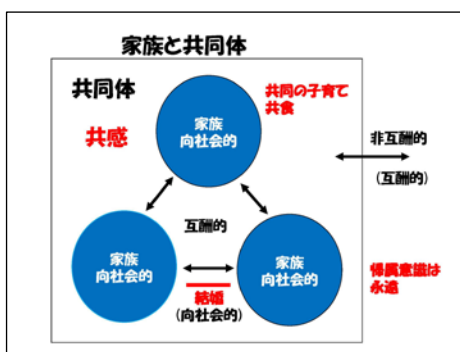 家族と共同体
共同体
共感
家族
向社会的
共同の子育て
共食
非互酬的
(互酬的)
互酬的
家族
向社会的
家族
向社会的
結婚
(向社会的)
帰属意識は
永遠